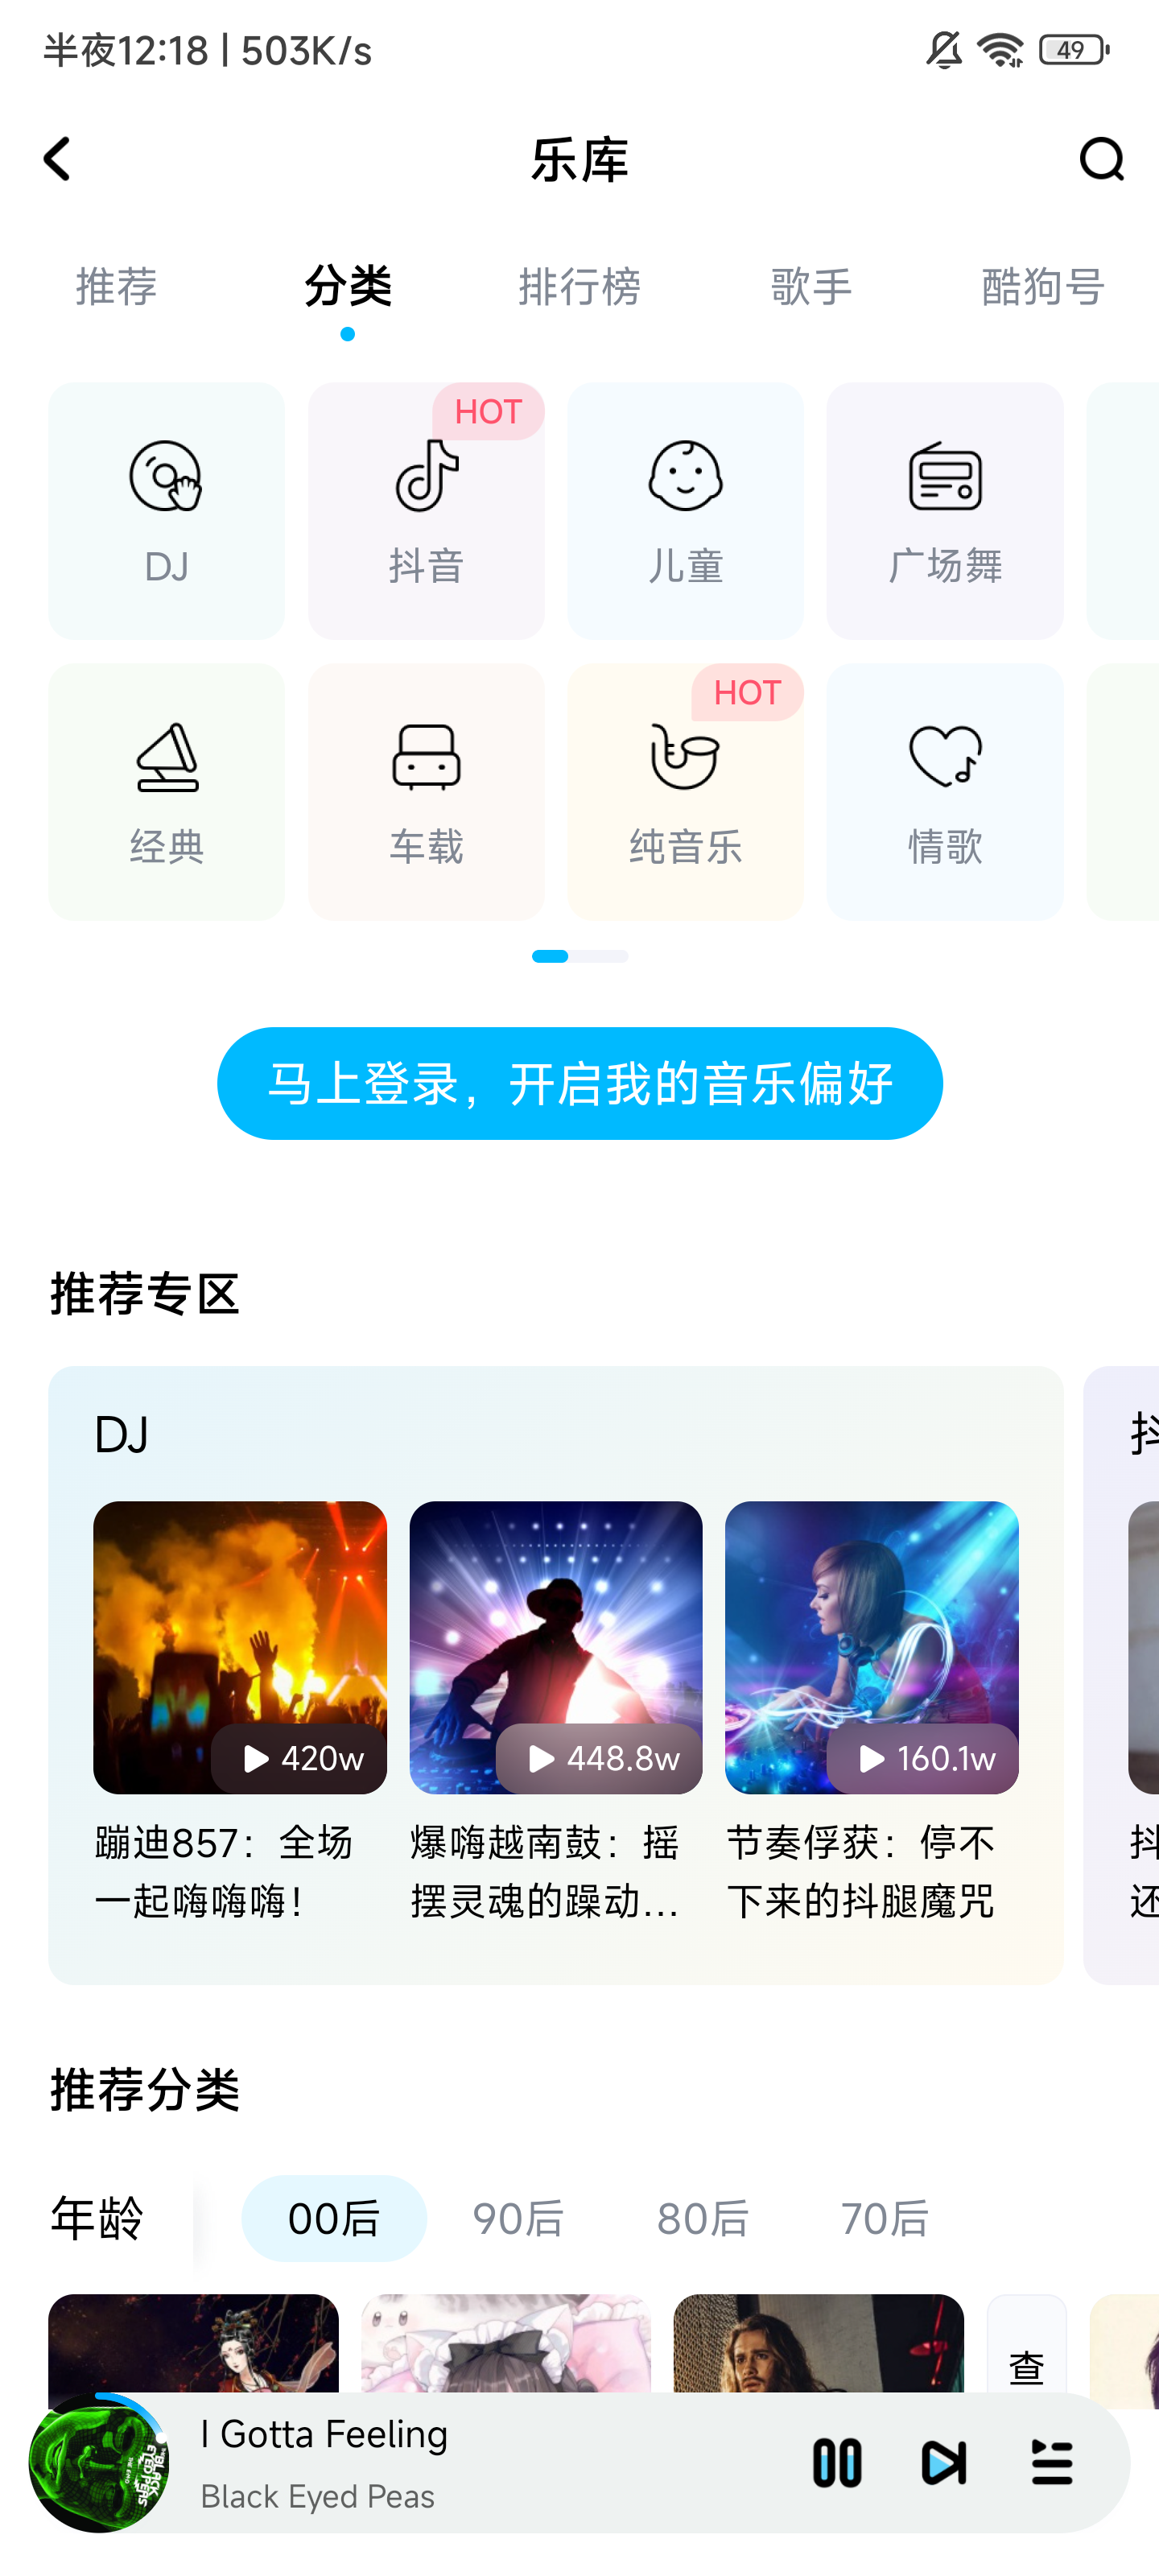 半夜12:18 | 503K/s
49
乐库
推荐 分类 排行榜 歌手 酷狗号
HOT
DJ 抖音 儿童 广场舞
HOT
经典 车载 纯音乐 情歌
马上登录，开启我的音乐偏好
推荐专区
DJ
抖
420w 448.8w 160.1w
蹦迪857：全场
一起嗨嗨嗨！
爆嗨越南鼓：摇
摆灵魂的躁动...
节奏俘获：停不
下来的抖腿魔咒
抖
还
推荐分类
年龄 00后 90后 80后 70后
查
I Gotta Feeling
Black Eyed Peas